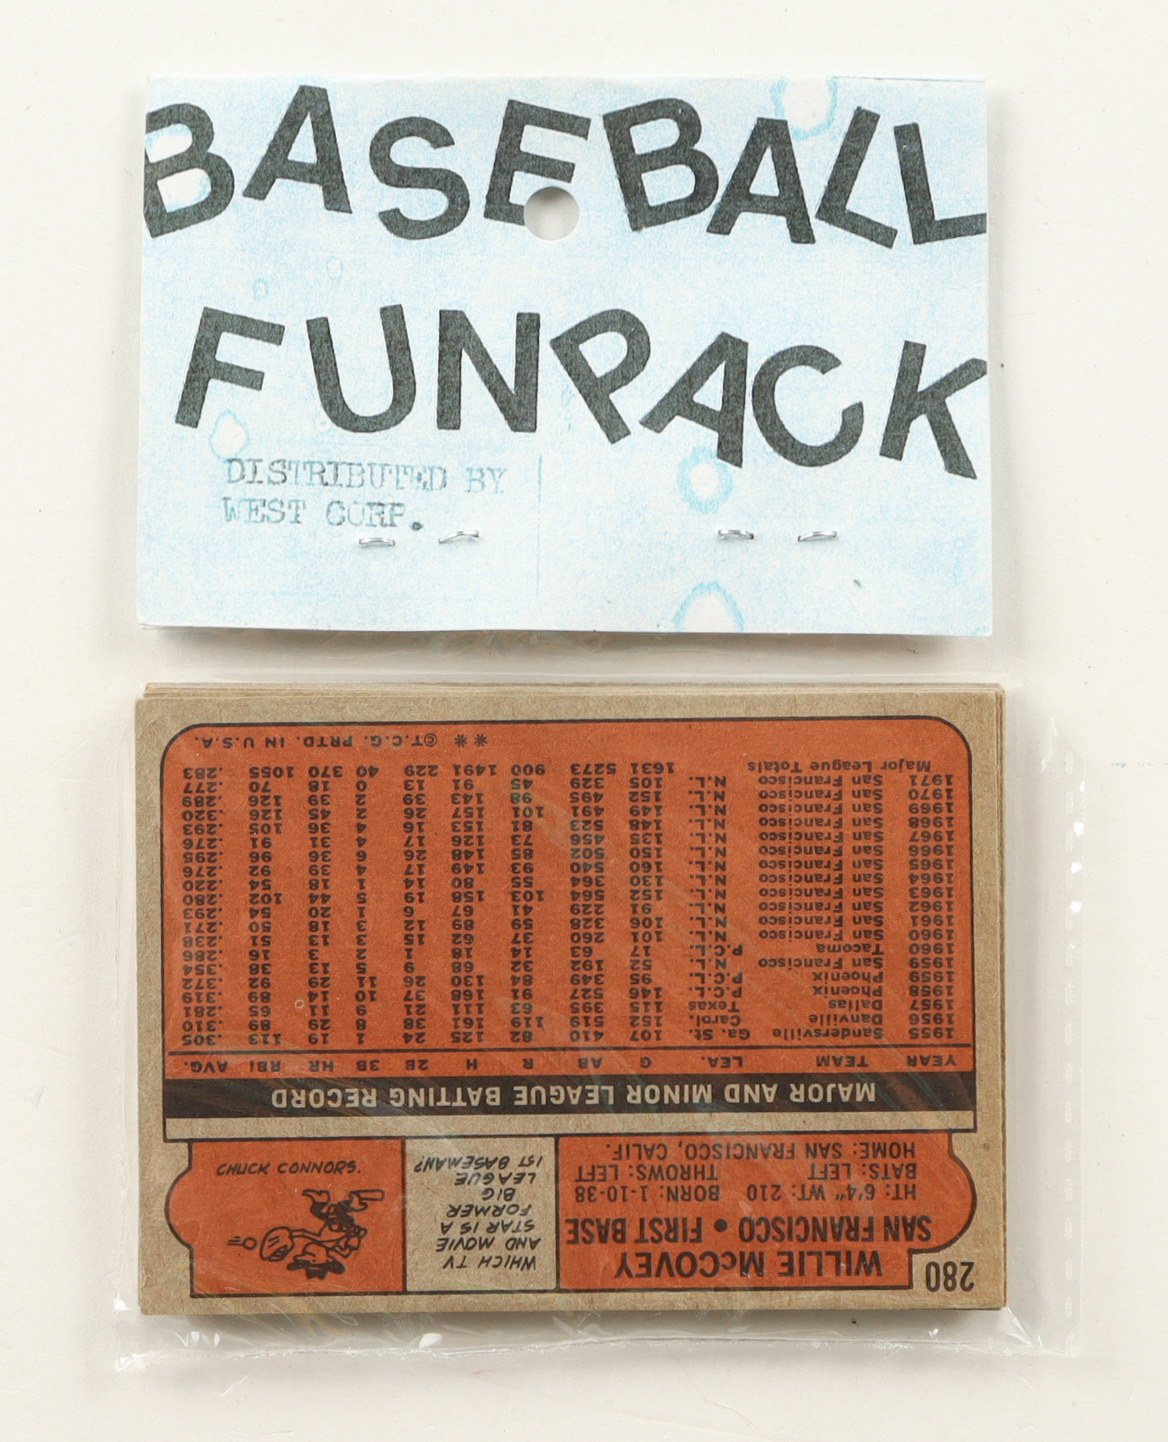 BASEBALL
FUNPACK
DISTRIBUTED BY
WEST CORP.
280
WILLIE McCOVEY
SAN FRANCISCO • FIRST BASE
HT: 6'4" WT: 210 BORN: 1-10-38
BATS: LEFT THROWS: LEFT
HOME: SAN FRANCISCO, CALIF.
WHICH TV
AND MOVIE
STAR IS A
FORMER
BIG
LEAGUE
1ST BASEMAN?
CHUCK CONNORS.
MAJOR AND MINOR LEAGUE BATTING RECORD
YEAR TEAM LEA. G AB R H 2B 3B HR RBI AVG.
1955 Sandersville Ga. St. 107 410 82 125 24 1 19 113 .305
1956 Danville Carol. 152 519 119 161 38 8 29 89 .310
1957 Dallas Texas 115 395 63 111 21 9 11 65 .281
1958 Phoenix P.C.L. 146 527 91 168 37 10 14 89 .319
1959 Phoenix P.C.L. 95 349 84 130 26 11 29 92 .372
1959 San Francisco N.L. 52 192 32 68 9 5 13 38 .354
1960 Tacoma P.C.L. 17 63 14 18 1 2 3 16 .286
1960 San Francisco N.L. 101 260 37 62 15 3 13 51 .238
1961 San Francisco N.L. 106 328 59 89 12 3 18 50 .271
1962 San Francisco N.L. 91 229 41 67 6 1 20 54 .293
1963 San Francisco N.L. 152 564 103 158 19 5 44 102 .280
1964 San Francisco N.L. 130 364 55 80 14 1 18 54 .220
1965 San Francisco N.L. 160 540 93 149 17 4 39 92 .276
1966 San Francisco N.L. 150 502 85 148 26 6 36 96 .295
1967 San Francisco N.L. 135 456 73 126 17 4 31 91 .276
1968 San Francisco N.L. 148 523 81 153 16 4 36 105 .293
1969 San Francisco N.L. 149 491 101 157 26 2 45 126 .320
1970 San Francisco N.L. 152 495 98 143 39 2 39 126 .289
1971 San Francisco N.L. 105 329 45 91 13 0 18 70 .277
Major League Totals 1631 5273 900 1491 229 40 370 1055 .283
** ©T.C.G. PRTD. IN U.S.A.